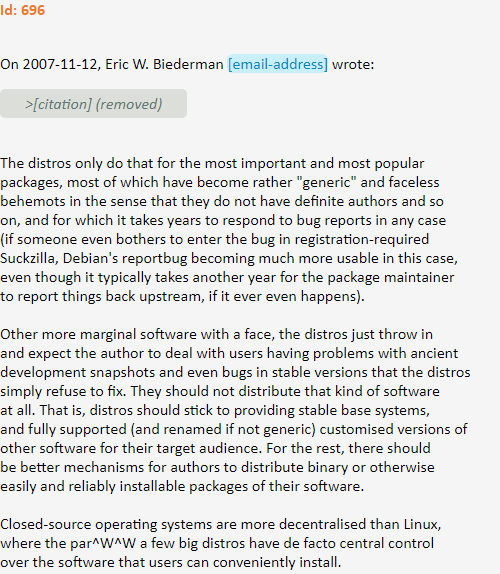 Id: 696
On 2007-11-12, Eric W. Biederman [email-address] wrote:
>[citation] (removed)
The distros only do that for the most important and most popular
packages, most of which have become rather "generic" and faceless
behemots in the sense that they do not have definite authors and so
on, and for which it takes years to respond to bug reports in any case
(if someone even bothers to enter the bug in registration-required
Suckzilla, Debian's reportbug becoming much more usable in this case,
even though it typically takes another year for the package maintainer
to report things back upstream, if it ever even happens).
Other more marginal software with a face, the distros just throw in
and expect the author to deal with users having problems with ancient
development snapshots and even bugs in stable versions that the distros
simply refuse to fix. They should not distribute that kind of software
at all. That is, distros should stick to providing stable base systems,
and fully supported (and renamed if not generic) customised versions of
other software for their target audience. For the rest, there should
be better mechanisms for authors to distribute binary or otherwise
easily and reliably installable packages of their software.
Closed-source operating systems are more decentralised than Linux,
where the par^W^W a few big distros have de facto central control
over the software that users can conveniently install.